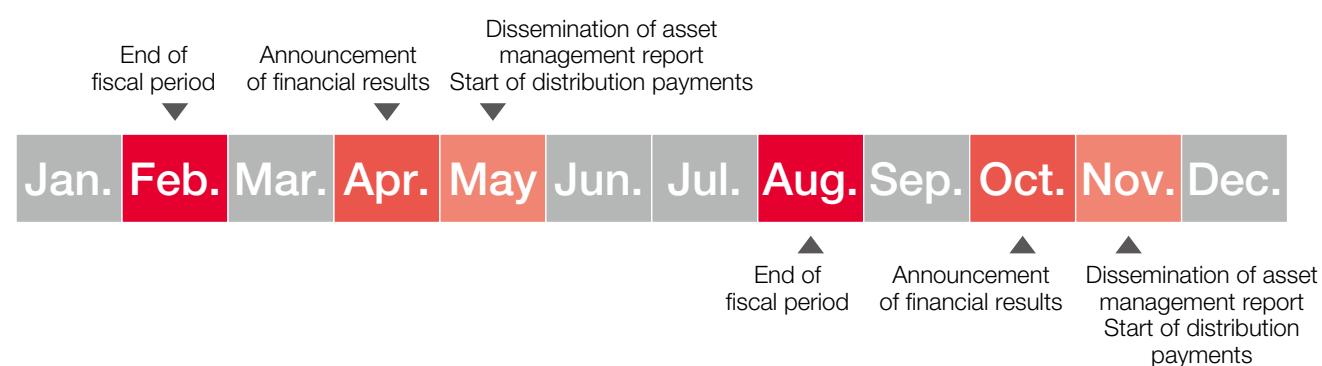 End of
fiscal period
Announcement
of financial results
Dissemination of asset
management report
Start of distribution payments
Jan. Feb. Mar. Apr. May Jun. Jul. Aug. Sep. Oct. Nov. Dec.
End of
fiscal period
Announcement
of financial results
Dissemination of asset
management report
Start of distribution
payments